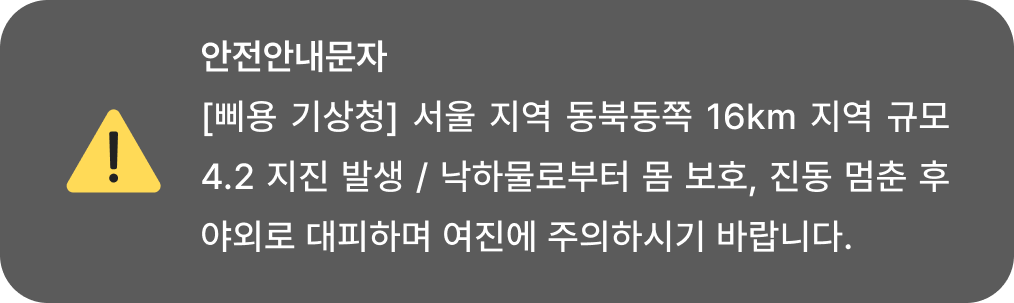 안전안내문자
[삐용 기상청] 서울 지역 동북동쪽 16km 지역 규모
4.2 지진 발생 / 낙하물로부터 몸 보호, 진동 멈춘 후
야외로 대피하며 여진에 주의하시기 바랍니다.